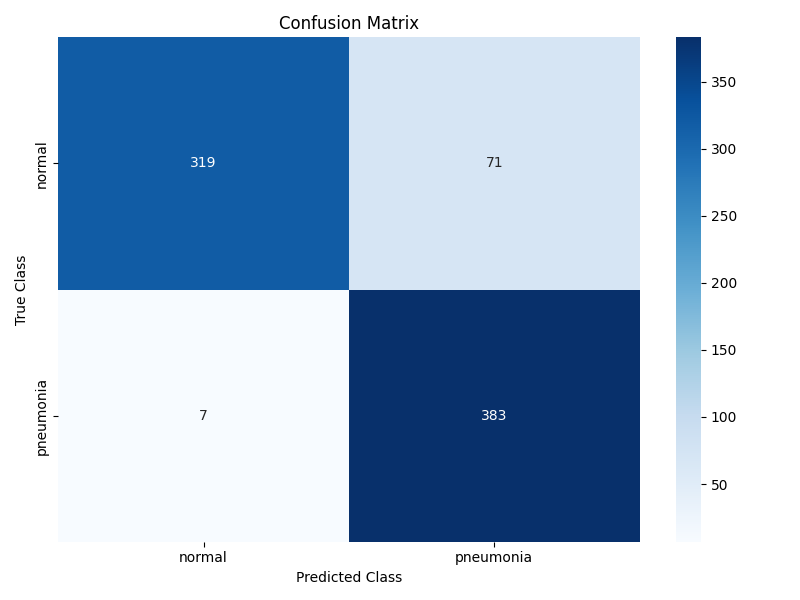 Confusion Matrix
True Class
normal
319
71
pneumonia
7
383
normal
pneumonia
Predicted Class
350
300
250
200
150
100
50